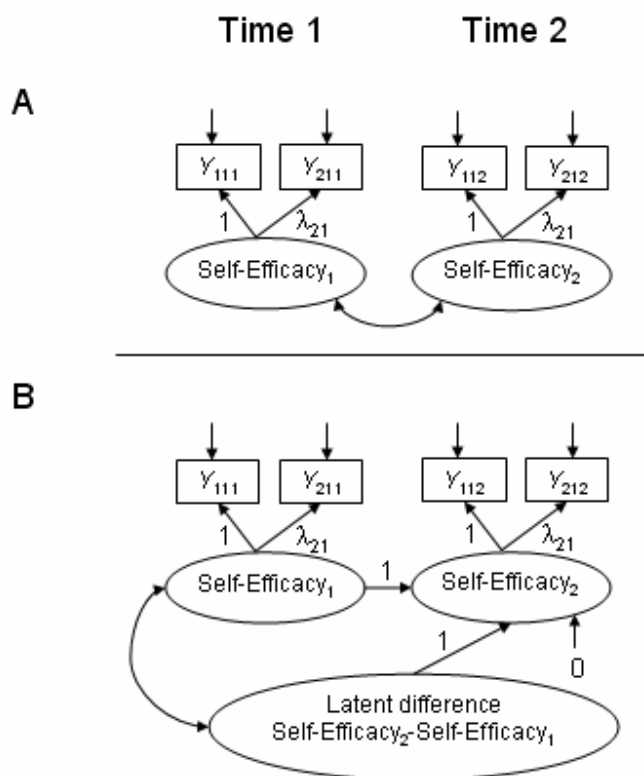 Time 1 Time 2
A
Y₁₁₁ Y₂₁₁ Y₁₁₂ Y₂₁₂
1 λ₂₁ 1 λ₂₁
Self-Efficacy₁ Self-Efficacy₂
B
Y₁₁₁ Y₂₁₁ Y₁₁₂ Y₂₁₂
1 λ₂₁ 1 λ₂₁
Self-Efficacy₁ 1 Self-Efficacy₂
1
0
Latent difference
Self-Efficacy₂-Self-Efficacy₁